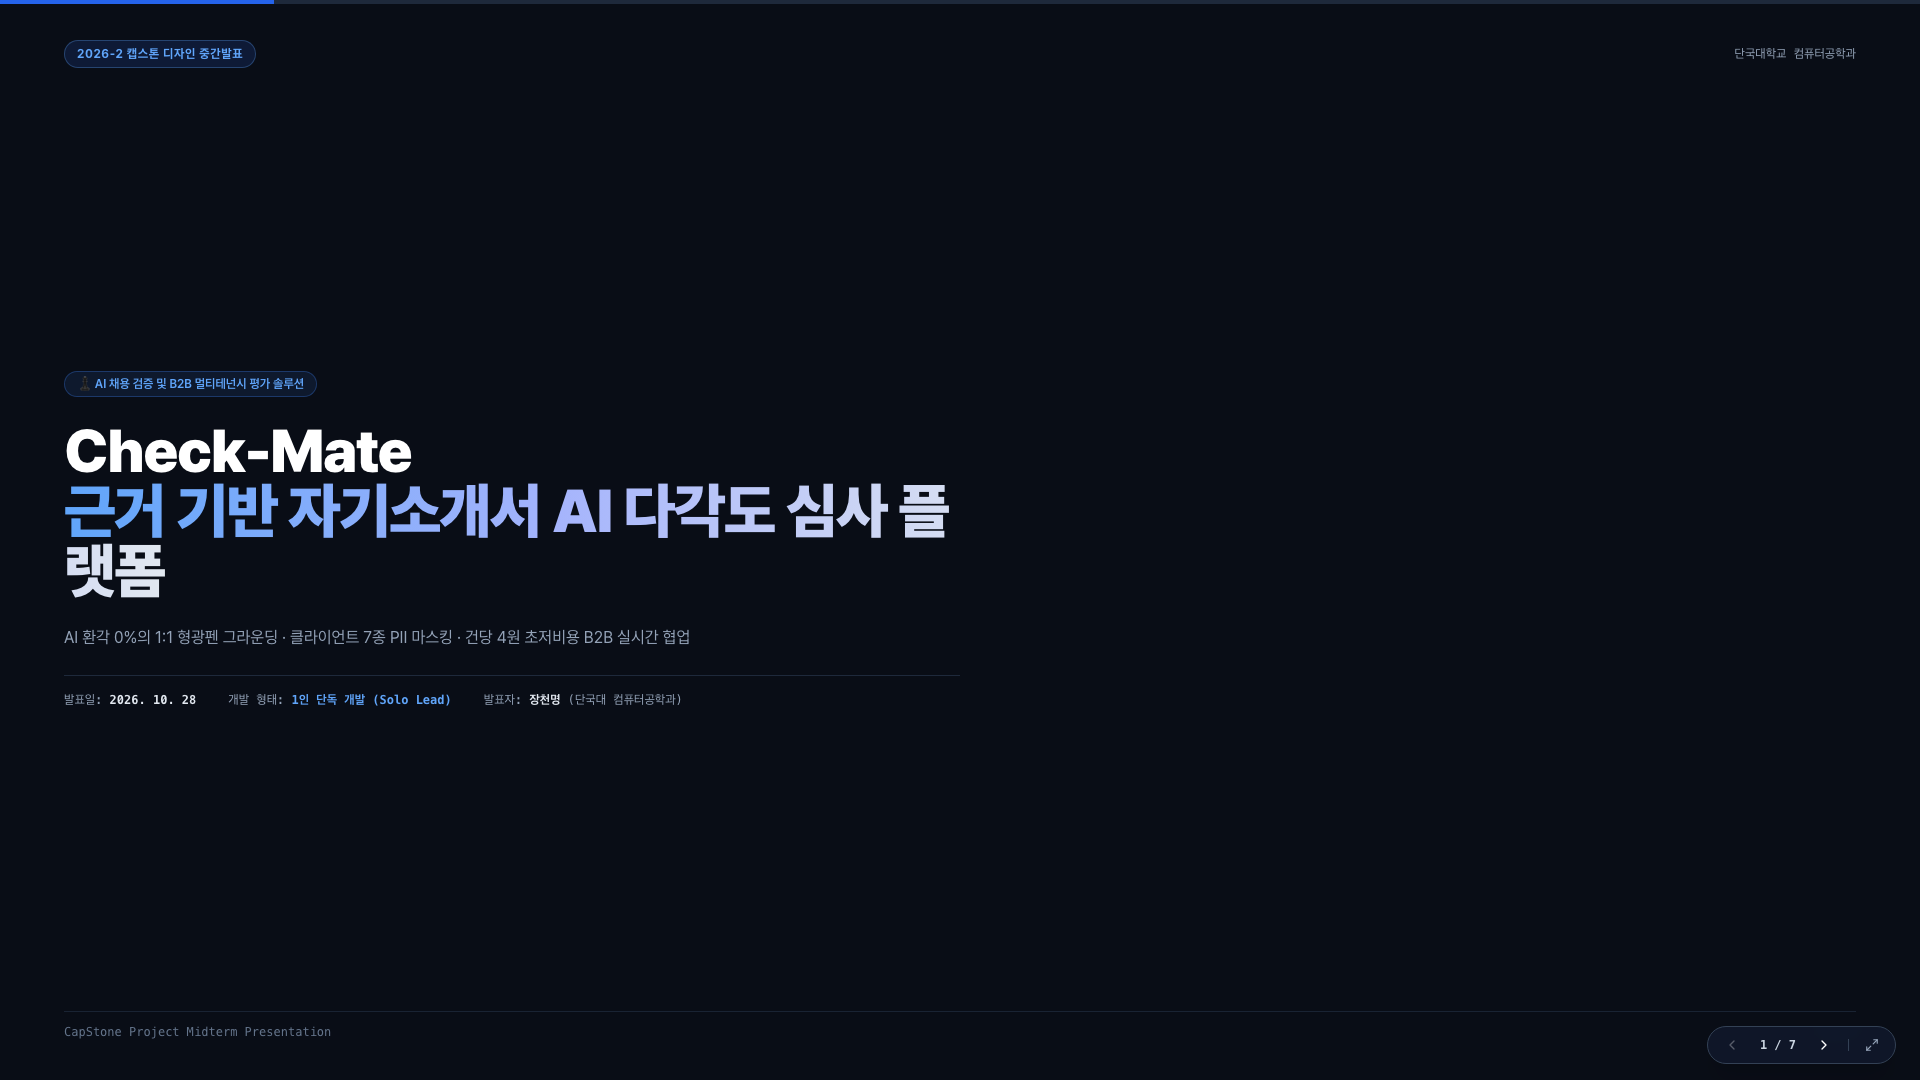 2026-2 캡스톤 디자인 중간발표
단국대학교 컴퓨터공학과
AI 채용 검증 및 B2B 멀티테넌시 평가 솔루션
Check-Mate
근거 기반 자기소개서 AI 다각도 심사 플
랫폼
AI 환각 0%의 1:1 형광펜 그라운딩 · 클라이언트 7종 PII 마스킹 · 건당 4원 초저비용 B2B 실시간 협업
발표일: 2026. 10. 28 개발 형태: 1인 단독 개발 (Solo Lead) 발표자: 장천명 (단국대 컴퓨터공학과)
CapStone Project Midterm Presentation
1 / 7